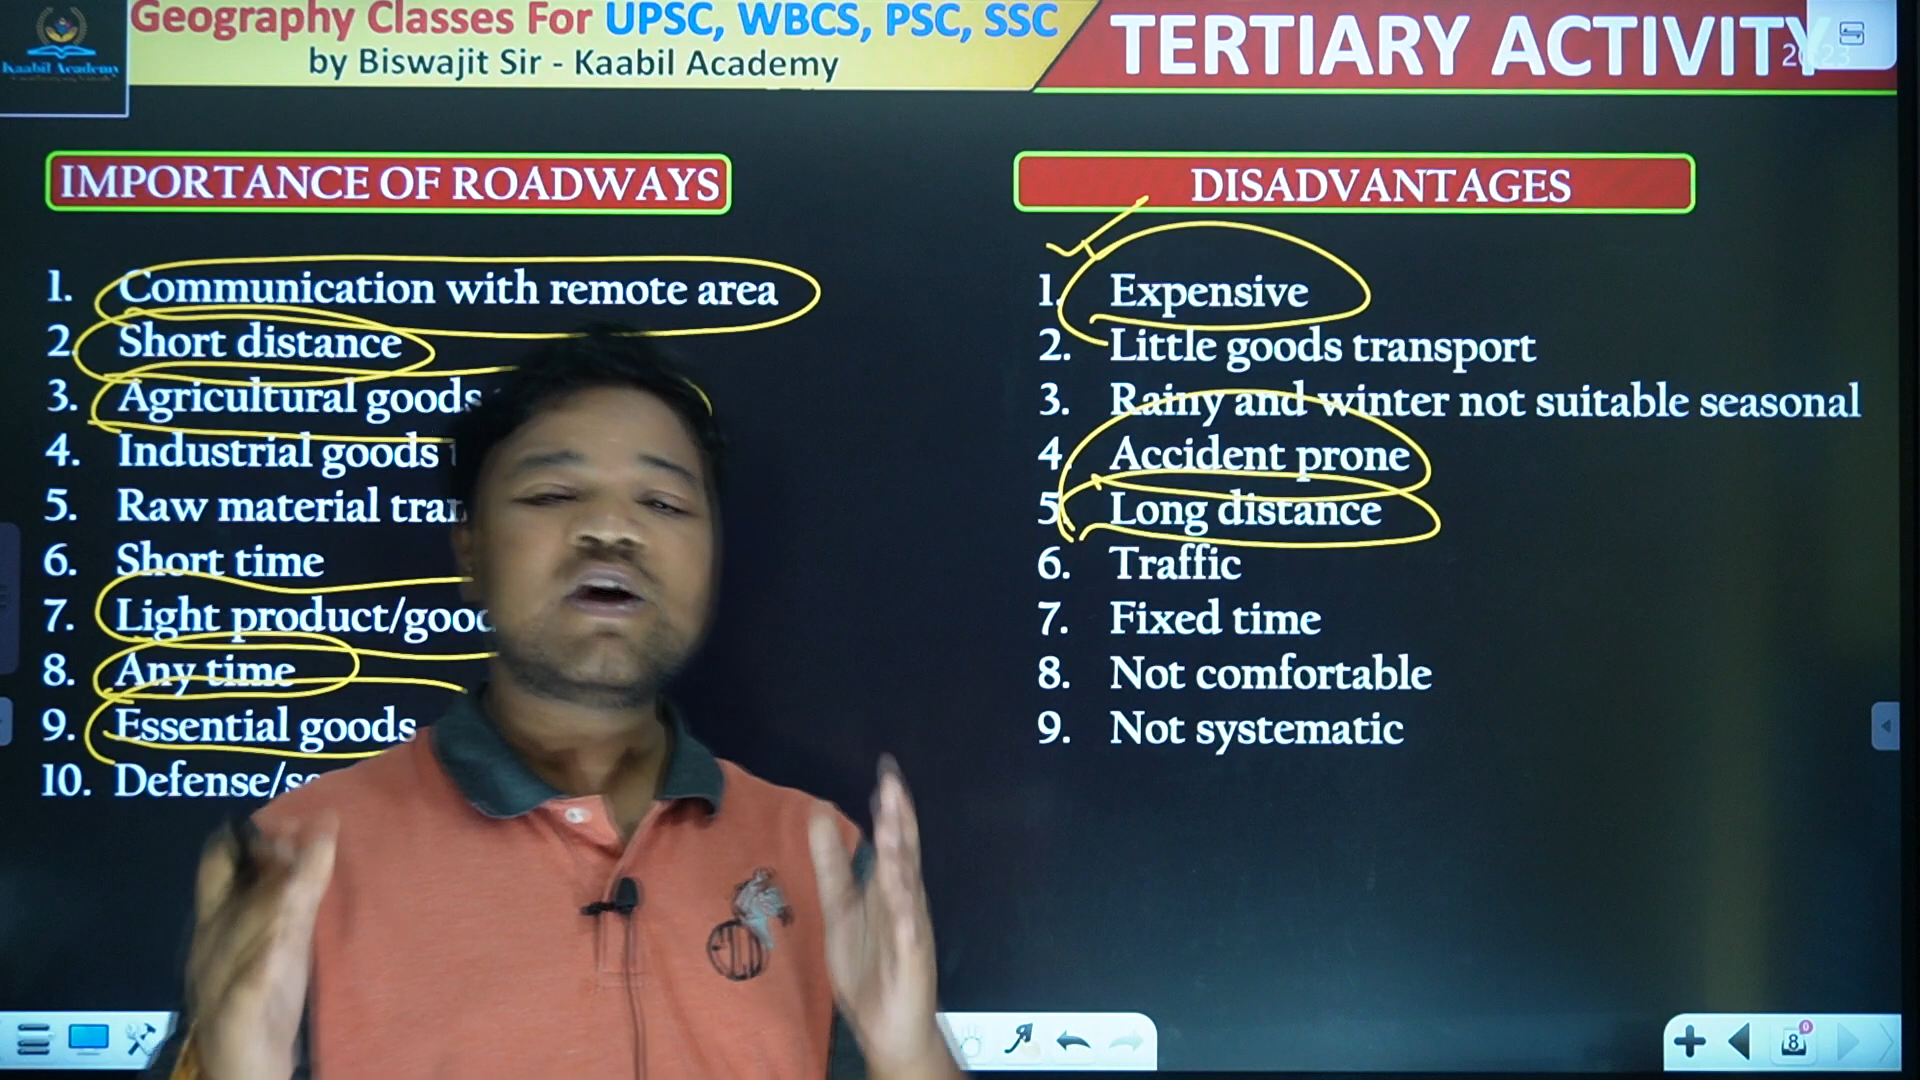 Geography Classes For UPSC, WBCS, PSC, SSC
by Biswajit Sir - Kaabil Academy
TERTIARY ACTIVITY
Kaabil Academy
IMPORTANCE OF ROADWAYS
1. Communication with remote area
2. Short distance
3. Agricultural goods
4. Industrial goods
5. Raw material
6. Short time
7. Light
8. Any time
9. Essential goods
10.
DISADVANTAGES
1. Expensive
2. Little goods transport
3. Rainy and winter not suitable seasonal
4. Accident prone
5. Long distance
6. Traffic
7. Fixed time
8. Not comfortable
9. Not systematic
8
0